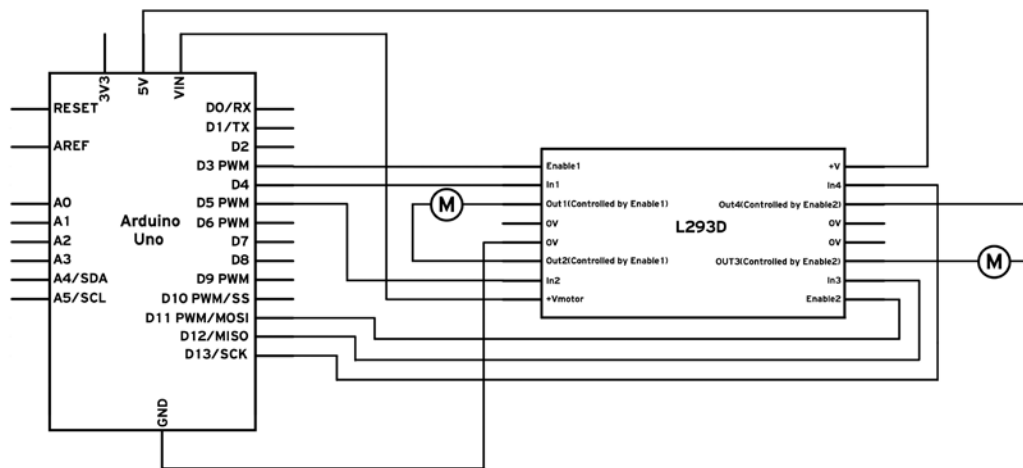 3V3
5V
VIN
RESET
AREF
A0
A1
A2
A3
A4/SDA
A5/SCL
Arduino
Uno
D0/RX
D1/TX
D2
D3 PWM
D4
D5 PWM
D6 PWM
D7
D8
D9 PWM
D10 PWM/SS
D11 PWM/MOSI
D12/MISO
D13/SCK
GND
M
Enable1
In1
Out1(Controlled by Enable1)
0V
0V
Out2(Controlled by Enable1)
In2
+Vmotor
L293D
+V
In4
Out4(Controlled by Enable2)
0V
0V
OUT3(Controlled by Enable2)
In3
Enable2
M